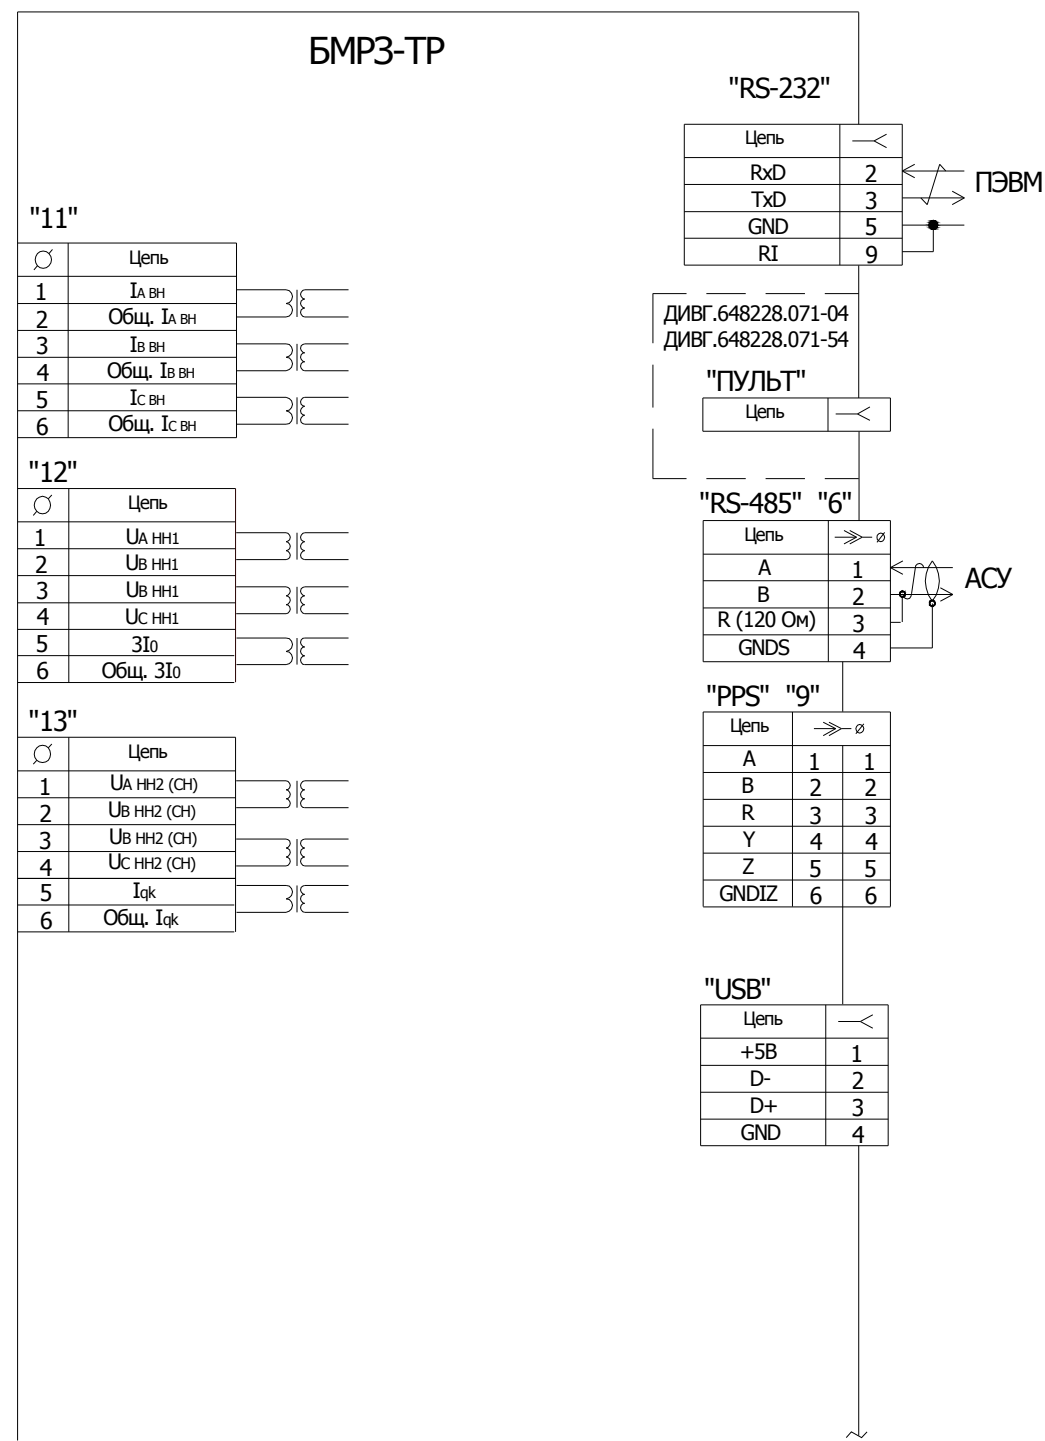 БМРЗ-ТР
"RS-232"
Цепь
RxD 2
TxD 3
GND 5
RI 9
ПЭВМ
"11"
Цепь
1 IA ВН
2 Общ. IA ВН
3 IB ВН
4 Общ. IB ВН
5 IC ВН
6 Общ. IC ВН
ДИВГ.648228.071-04
ДИВГ.648228.071-54
"ПУЛЬТ"
Цепь
"12"
Цепь
1 UA НН1
2 UB НН1
3 UB НН1
4 UC НН1
5 3I0
6 Общ. 3I0
"RS-485" "6"
Цепь
A 1
B 2
R (120 Ом) 3
GNDS 4
АСУ
"13"
Цепь
1 UA НН2 (СН)
2 UB НН2 (СН)
3 UB НН2 (СН)
4 UC НН2 (СН)
5 Iqk
6 Общ. Iqk
"PPS" "9"
Цепь
A 1 1
B 2 2
R 3 3
Y 4 4
Z 5 5
GNDIZ 6 6
"USB"
Цепь
+5В 1
D- 2
D+ 3
GND 4